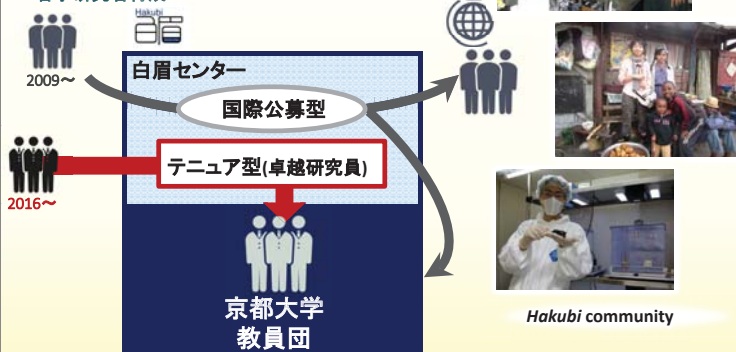 Hakubi
白眉
2009~
白眉センター
国際公募型
テニュア型(卓越研究員)
2016~
京都大学
教員団
Hakubi community